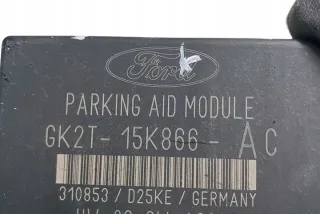 Ford
PARKING AID MODULE
GK2T-15K866-AC
310853 / D25KE / GERMANY